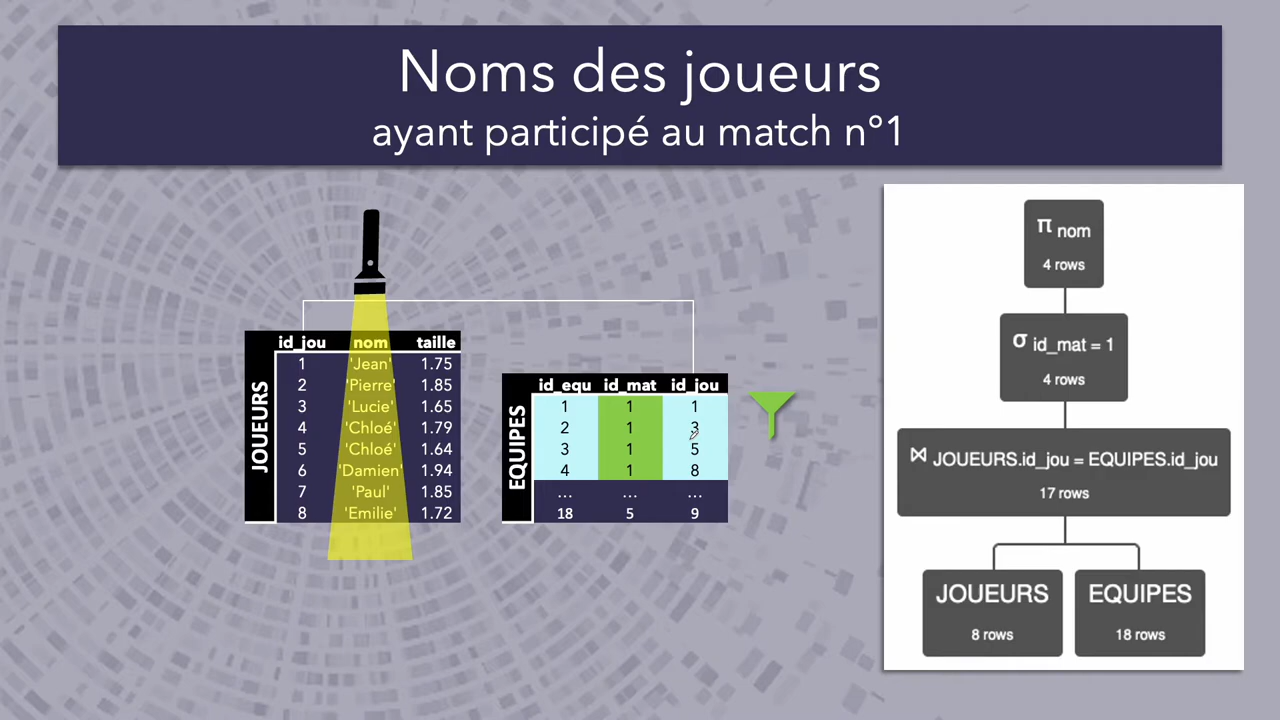 Noms des joueurs
ayant participé au match n°1
JOUEURS
id_jou nom taille
1 'Jean' 1.75
2 'Pierre' 1.85
3 'Lucie' 1.65
4 'Chloé' 1.79
5 'Chloé' 1.64
6 'Damien' 1.94
7 'Paul' 1.85
8 'Emilie' 1.72
EQUIPES
id_equ id_mat id_jou
1 1 1
2 1 3
3 1 5
4 1 8
... ... ...
18 5 9
π nom
4 rows
σ id_mat = 1
4 rows
⋈ JOUEURS.id_jou = EQUIPES.id_jou
17 rows
JOUEURS
8 rows
EQUIPES
18 rows